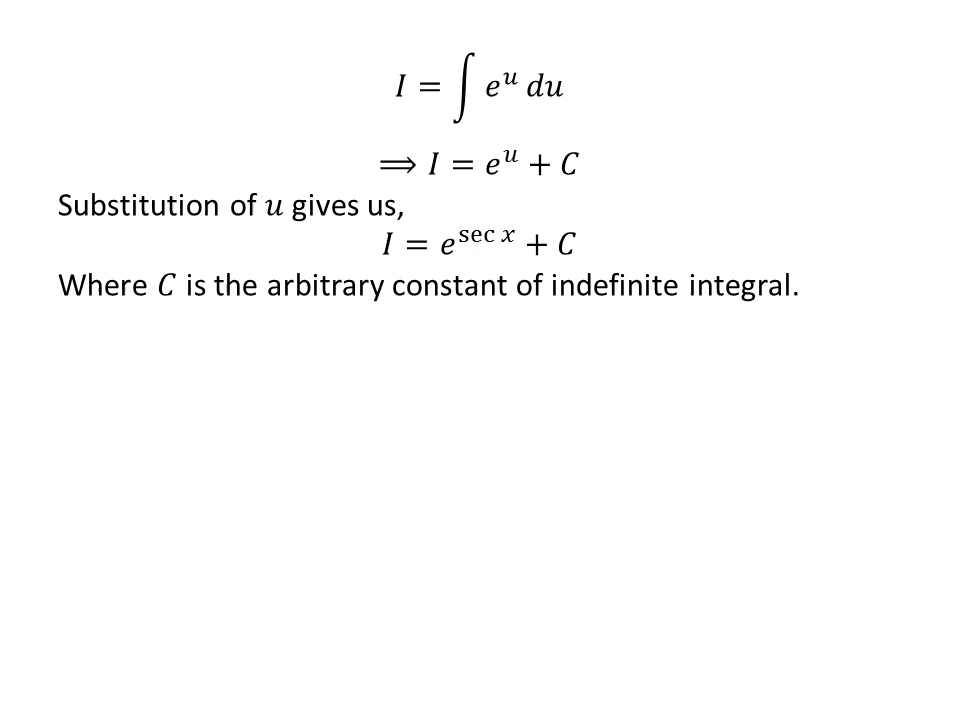 𝐼 = ∫ 𝑒^𝑢 𝑑𝑢
⟹ 𝐼 = 𝑒^𝑢 + 𝐶
Substitution of 𝑢 gives us,
𝐼 = 𝑒^(sec 𝑥) + 𝐶
Where 𝐶 is the arbitrary constant of indefinite integral.